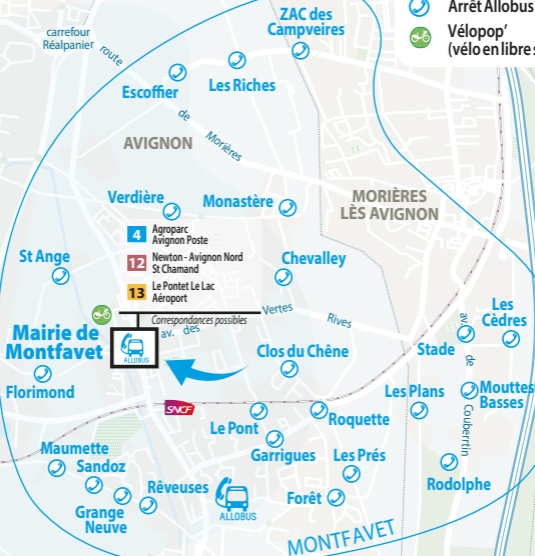 Arrêt Allobus
Vélopop'
(vélo en libre s
ZAC des
Campveires
carrefour
Réalpanier
route
de
Morières
Escoffier
Les Riches
AVIGNON
MORIÈRES
LÈS AVIGNON
Verdière
Monastère
4 Agroparc
Avignon Poste
12 Newton - Avignon Nord
St Chamand
13 Le Pontet Le Lac
Aéroport
Correspondances possibles
St Ange
Chevalley
av. des
Vertes
Rives
Mairie de
Montfavet
ALLOBUS
Clos du Chêne
Les
Cèdres
Stade
av.
de
Coubertin
Florimond
SNCF
Les Plans
Mouttes
Basses
Le Pont
Roquette
Garrigues
Les Prés
Maumette
Sandoz
Rêveuses
Grange
Neuve
ALLOBUS
Forêt
Rodolphe
MONTFAVET